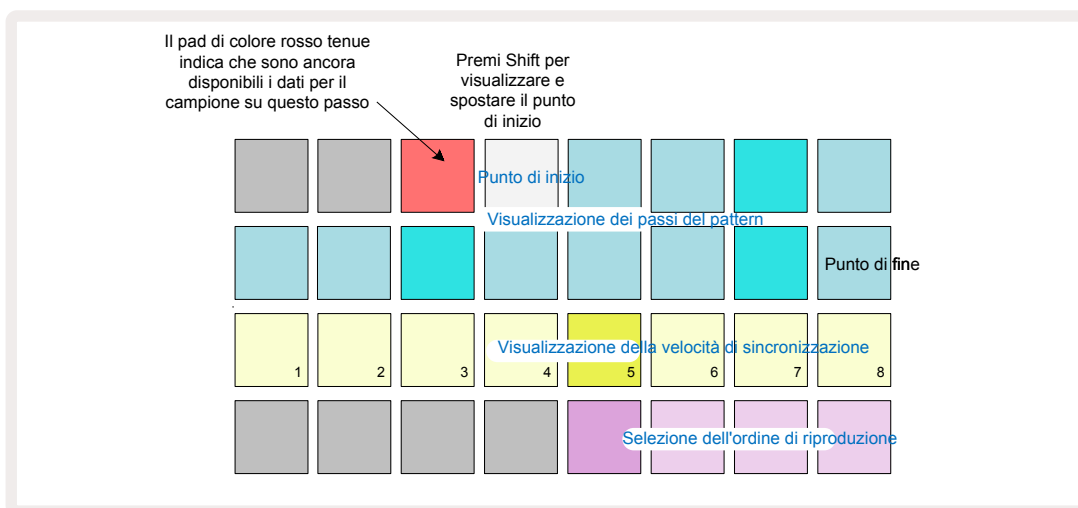 Il pad di colore rosso tenue
indica che sono ancora
disponibili i dati per il
campione su questo passo
Premi Shift per
visualizzare e
spostare il punto
di inizio
Punto di inizio
Visualizzazione dei passi del pattern
Punto di fine
Visualizzazione della velocità di sincronizzazione
1 2 3 4 5 6 7 8
Selezione dell'ordine di riproduzione